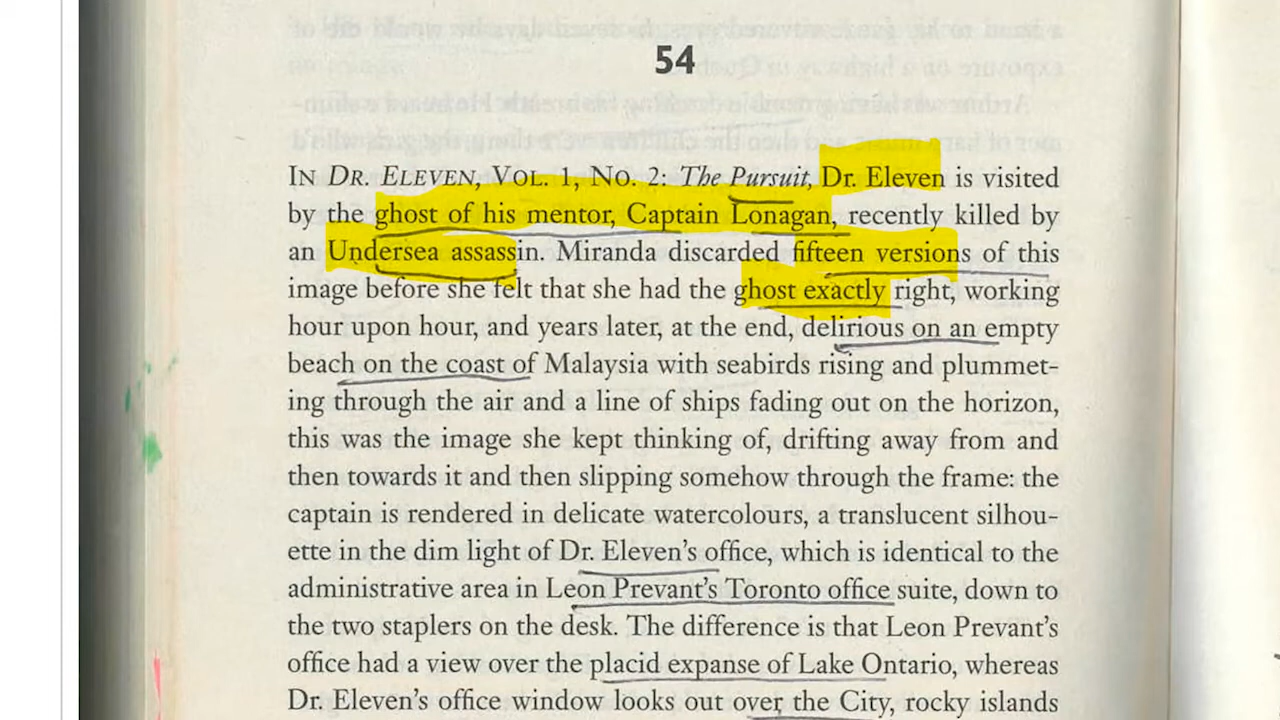 54
IN DR. ELEVEN, VOL. 1, NO. 2: The Pursuit, Dr. Eleven is visited
by the ghost of his mentor, Captain Lonagan, recently killed by
an Undersea assassin. Miranda discarded fifteen versions of this
image before she felt that she had the ghost exactly right, working
hour upon hour, and years later, at the end, delirious on an empty
beach on the coast of Malaysia with seabirds rising and plummet-
ing through the air and a line of ships fading out on the horizon,
this was the image she kept thinking of, drifting away from and
then towards it and then slipping somehow through the frame: the
captain is rendered in delicate watercolours, a translucent silhou-
ette in the dim light of Dr. Eleven's office, which is identical to the
administrative area in Leon Prevant's Toronto office suite, down to
the two staplers on the desk. The difference is that Leon Prevant's
office had a view over the placid expanse of Lake Ontario, whereas
Dr. Eleven's office window looks out over the City, rocky islands